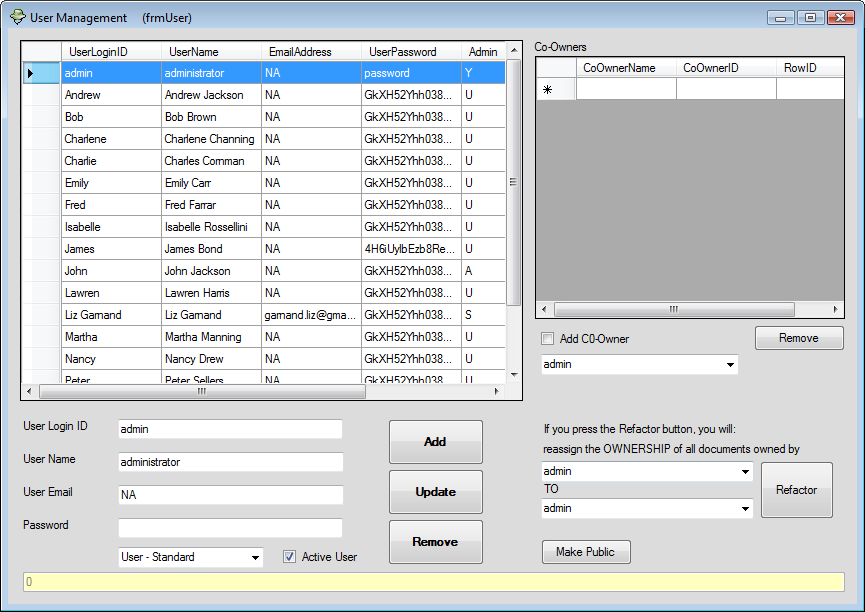 User Management (frmUser)
UserLoginID UserName EmailAddress UserPassword Admin
admin administrator NA password Y
Andrew Andrew Jackson NA GkXH52Yhh038... U
Bob Bob Brown NA GkXH52Yhh038... U
Charlene Charlene Channing NA GkXH52Yhh038... U
Charlie Charles Comman NA GkXH52Yhh038... U
Emily Emily Carr NA GkXH52Yhh038... U
Fred Fred Farrar NA GkXH52Yhh038... U
Isabelle Isabelle Rossellini NA GkXH52Yhh038... U
James James Bond NA 4H6iUylbEzb8Re... U
John John Jackson NA GkXH52Yhh038... A
Lawren Lawren Harris NA GkXH52Yhh038... U
Liz Gamand Liz Gamand gamand.liz@gma... GkXH52Yhh038... S
Martha Martha Manning NA GkXH52Yhh038... U
Nancy Nancy Drew NA GkXH52Yhh038... U
Peter Peter Sellers NA GkXH52Yhh038... U
Co-Owners
CoOwnerName CoOwnerID RowID
Add C0-Owner
Remove
admin
User Login ID admin
User Name administrator
User Email NA
Password
User - Standard
Active User
Add
Update
Remove
If you press the Refactor button, you will:
reassign the OWNERSHIP of all documents owned by
admin
TO
admin
Refactor
Make Public
0